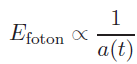 E_foton ∝ 1/a(t)